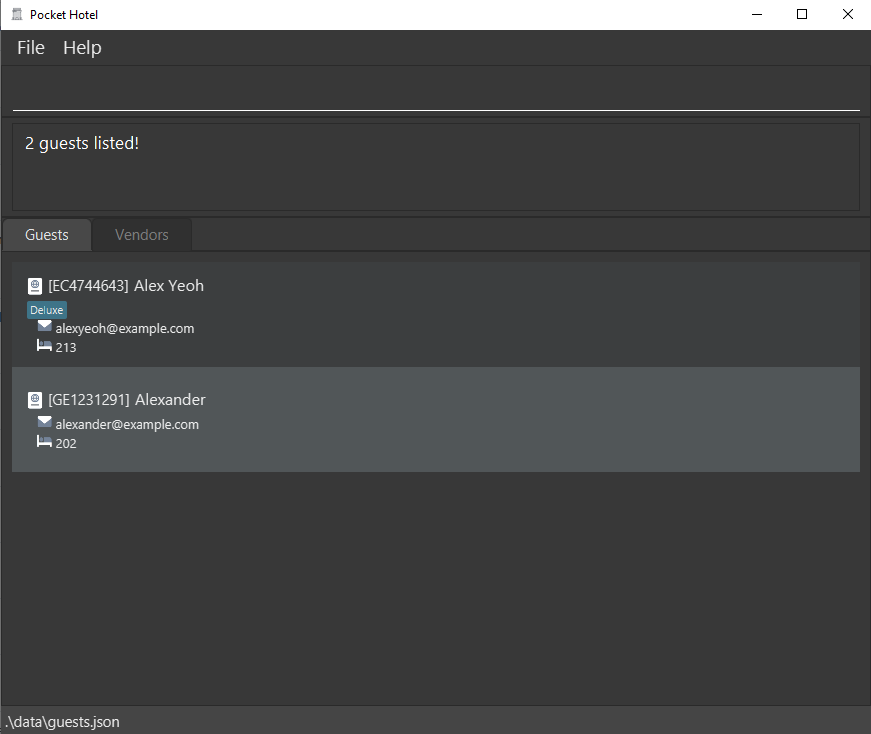 Pocket Hotel
File Help
2 guests listed!
Guests Vendors
[EC4744643] Alex Yeoh
Deluxe
alexyeoh@example.com
213
[GE1231291] Alexander
alexander@example.com
202
.\data\guests.json